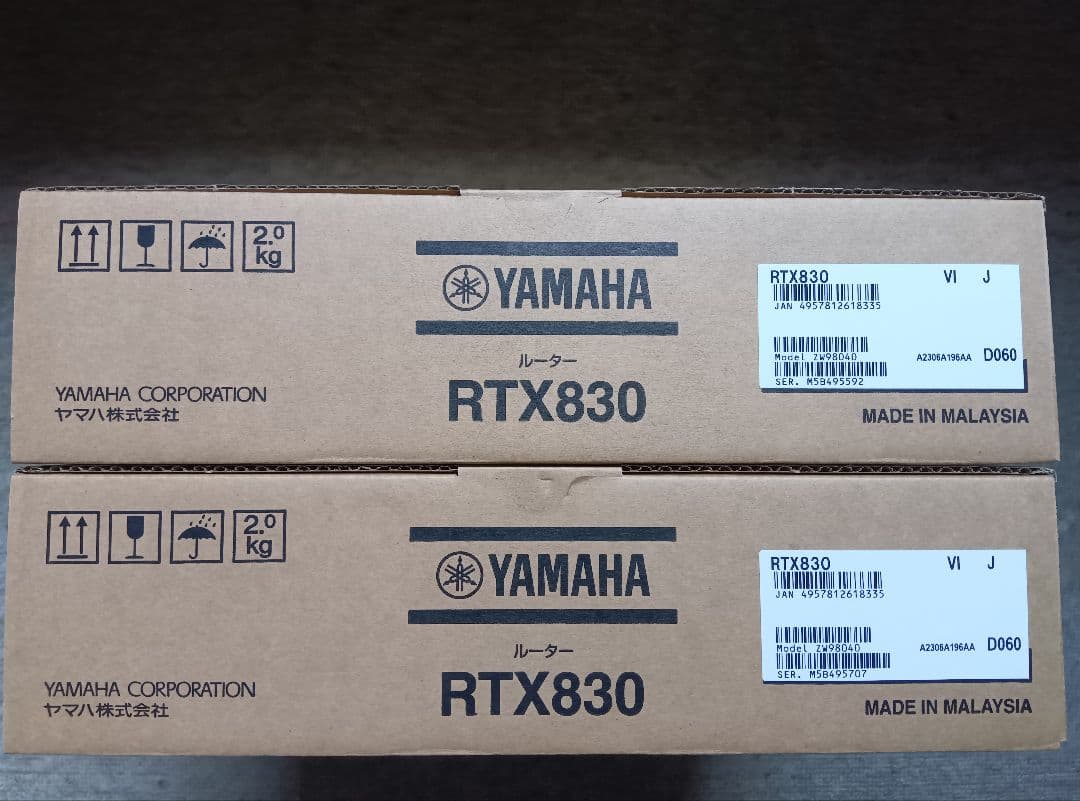 2.0
kg
YAMAHA
ルーター
RTX830
YAMAHA CORPORATION
ヤマハ株式会社
RTX830 VI J
JAN 4957812618335
Model ZW98040 A2306A196AA D060
SER. M5B495592
MADE IN MALAYSIA
2.0
kg
YAMAHA
ルーター
RTX830
YAMAHA CORPORATION
ヤマハ株式会社
RTX830 VI J
JAN 4957812618335
Model ZW98040 A2306A196AA D060
SER. M5B495707
MADE IN MALAYSIA